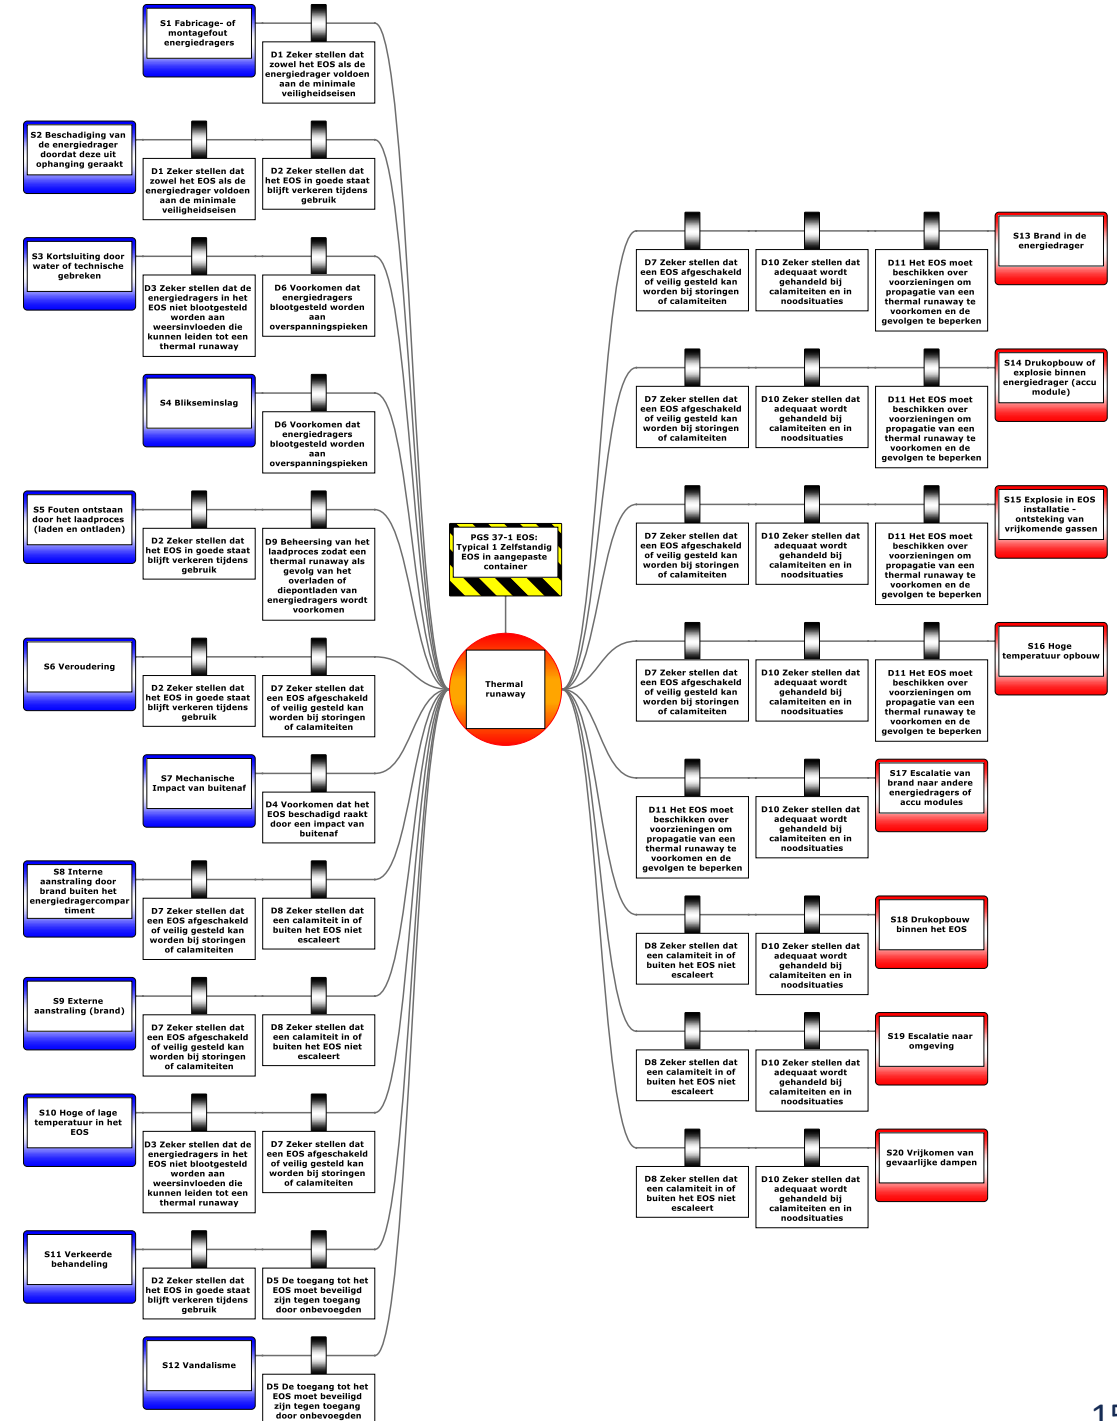 S1 Fabricage- of
montagefout
energiedragers
D1 Zeker stellen dat
zowel het EOS als de
energiedrager voldoen
aan de minimale
veiligheidseisen
S2 Beschadiging van
de energiedrager
doordat deze uit
ophanging geraakt
D1 Zeker stellen dat
zowel het EOS als de
energiedrager voldoen
aan de minimale
veiligheidseisen
D2 Zeker stellen dat
het EOS in goede staat
blijft verkeren tijdens
gebruik
S3 Kortsluiting door
water of technische
gebreken
D3 Zeker stellen dat de
energiedragers in het
EOS niet blootgesteld
worden aan
weersinvloeden die
kunnen leiden tot een
thermal runaway
D6 Voorkomen dat
energiedragers
blootgesteld worden
aan
overspanningspieken
S4 Blikseminslag
D6 Voorkomen dat
energiedragers
blootgesteld worden
aan
overspanningspieken
S5 Fouten ontstaan
door het laadproces
(laden en ontladen)
D2 Zeker stellen dat
het EOS in goede staat
blijft verkeren tijdens
gebruik
D9 Beheersing van het
laadproces zodat een
thermal runaway als
gevolg van het
overladen of
diepontladen van
energiedragers wordt
voorkomen
S6 Veroudering
D2 Zeker stellen dat
het EOS in goede staat
blijft verkeren tijdens
gebruik
D7 Zeker stellen dat
een EOS afgeschakeld
of veilig gesteld kan
worden bij storingen
of calamiteiten
S7 Mechanische
Impact van buitenaf
D4 Voorkomen dat het
EOS beschadigd raakt
door een impact van
buitenaf
S8 Interne
aanstraling door
brand buiten het
energiedragercompar
timent
D7 Zeker stellen dat
een EOS afgeschakeld
of veilig gesteld kan
worden bij storingen
of calamiteiten
D8 Zeker stellen dat
een calamiteit in of
buiten het EOS niet
escaleert
S9 Externe
aanstraling (brand)
D7 Zeker stellen dat
een EOS afgeschakeld
of veilig gesteld kan
worden bij storingen
of calamiteiten
D8 Zeker stellen dat
een calamiteit in of
buiten het EOS niet
escaleert
S10 Hoge of lage
temperatuur in het
EOS
D3 Zeker stellen dat de
energiedragers in het
EOS niet blootgesteld
worden aan
weersinvloeden die
kunnen leiden tot een
thermal runaway
D7 Zeker stellen dat
een EOS afgeschakeld
of veilig gesteld kan
worden bij storingen
of calamiteiten
S11 Verkeerde
behandeling
D2 Zeker stellen dat
het EOS in goede staat
blijft verkeren tijdens
gebruik
D5 De toegang tot het
EOS moet beveiligd
zijn tegen toegang
door onbevoegden
S12 Vandalisme
D5 De toegang tot het
EOS moet beveiligd
zijn tegen toegang
door onbevoegden
PGS 37-1 EOS:
Typical 1 Zelfstandig
EOS in aangepaste
container
Thermal
runaway
D7 Zeker stellen dat
een EOS afgeschakeld
of veilig gesteld kan
worden bij storingen
of calamiteiten
D10 Zeker stellen dat
adequaat wordt
gehandeld bij
calamiteiten en in
noodsituaties
D11 Het EOS moet
beschikken over
voorzieningen om
propagatie van een
thermal runaway te
voorkomen en de
gevolgen te beperken
S13 Brand in de
energiedrager
D7 Zeker stellen dat
een EOS afgeschakeld
of veilig gesteld kan
worden bij storingen
of calamiteiten
D10 Zeker stellen dat
adequaat wordt
gehandeld bij
calamiteiten en in
noodsituaties
D11 Het EOS moet
beschikken over
voorzieningen om
propagatie van een
thermal runaway te
voorkomen en de
gevolgen te beperken
S14 Drukopbouw of
explosie binnen
energiedrager (accu
module)
D7 Zeker stellen dat
een EOS afgeschakeld
of veilig gesteld kan
worden bij storingen
of calamiteiten
D10 Zeker stellen dat
adequaat wordt
gehandeld bij
calamiteiten en in
noodsituaties
D11 Het EOS moet
beschikken over
voorzieningen om
propagatie van een
thermal runaway te
voorkomen en de
gevolgen te beperken
S15 Explosie in EOS
installatie -
ontsteking van
vrijkomende gassen
D7 Zeker stellen dat
een EOS afgeschakeld
of veilig gesteld kan
worden bij storingen
of calamiteiten
D10 Zeker stellen dat
adequaat wordt
gehandeld bij
calamiteiten en in
noodsituaties
D11 Het EOS moet
beschikken over
voorzieningen om
propagatie van een
thermal runaway te
voorkomen en de
gevolgen te beperken
S16 Hoge
temperatuur opbouw
D11 Het EOS moet
beschikken over
voorzieningen om
propagatie van een
thermal runaway te
voorkomen en de
gevolgen te beperken
D10 Zeker stellen dat
adequaat wordt
gehandeld bij
calamiteiten en in
noodsituaties
S17 Escalatie van
brand naar andere
energiedragers of
accu modules
D8 Zeker stellen dat
een calamiteit in of
buiten het EOS niet
escaleert
D10 Zeker stellen dat
adequaat wordt
gehandeld bij
calamiteiten en in
noodsituaties
S18 Drukopbouw
binnen het EOS
D8 Zeker stellen dat
een calamiteit in of
buiten het EOS niet
escaleert
D10 Zeker stellen dat
adequaat wordt
gehandeld bij
calamiteiten en in
noodsituaties
S19 Escalatie naar
omgeving
D8 Zeker stellen dat
een calamiteit in of
buiten het EOS niet
escaleert
D10 Zeker stellen dat
adequaat wordt
gehandeld bij
calamiteiten en in
noodsituaties
S20 Vrijkomen van
gevaarlijke dampen